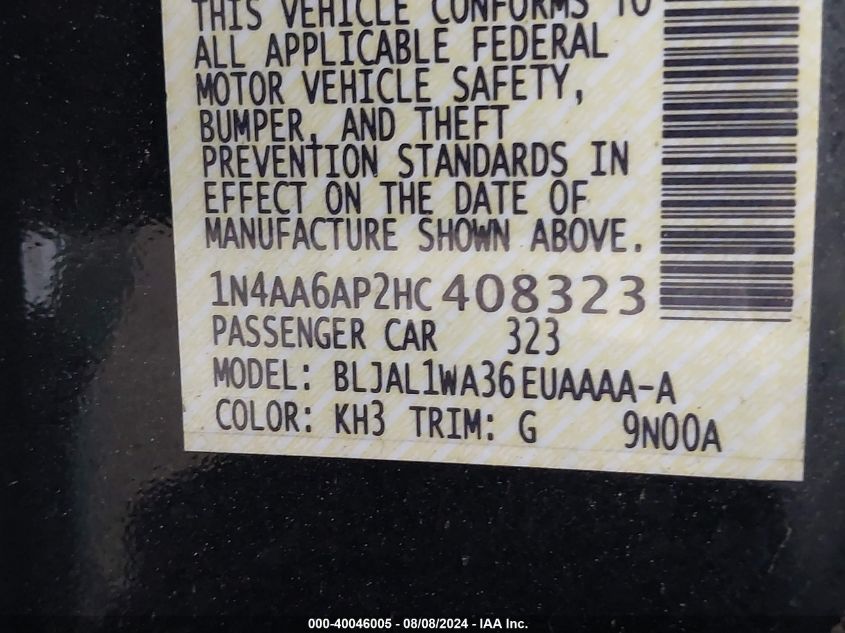 THIS VEHICLE CONFORMS TO
ALL APPLICABLE FEDERAL
MOTOR VEHICLE SAFETY,
BUMPER, AND THEFT
PREVENTION STANDARDS IN
EFFECT ON THE DATE OF
MANUFACTURE SHOWN ABOVE.
1N4AA6AP2HC408323
PASSENGER CAR 323
MODEL: BLJAL1WA36EUAAAA-A
COLOR: KH3 TRIM: G 9N00A
000-40046005 - 08/08/2024 - IAA Inc.